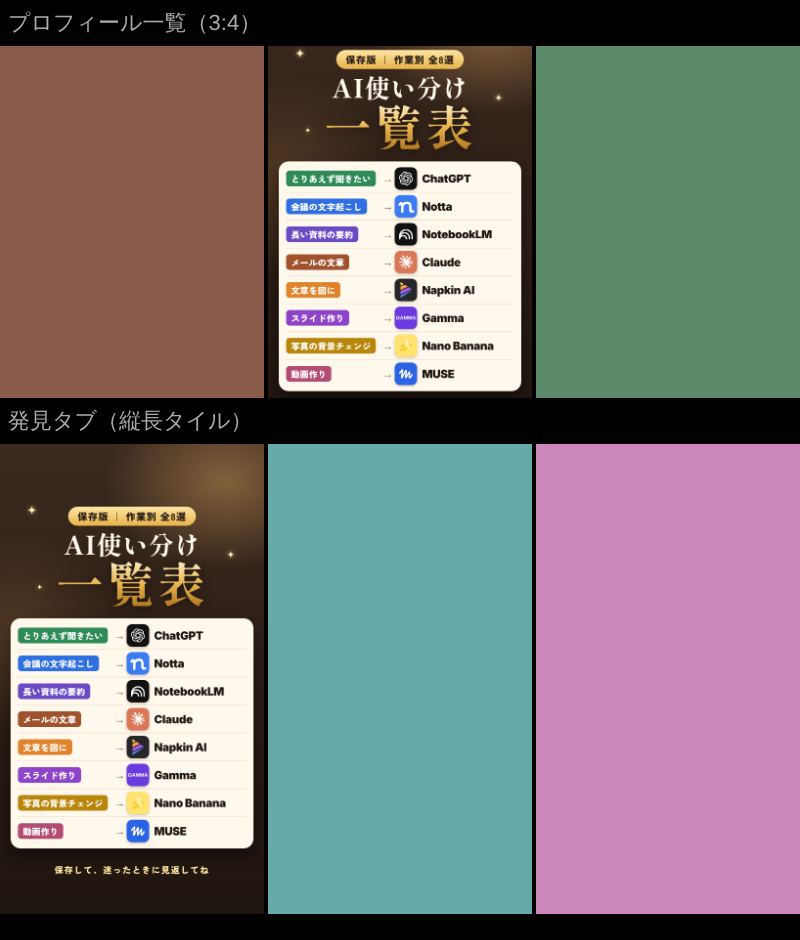 プロフィール一覧（3:4）
保存版 | 作業別 全8選
AI使い分け
一覧表
とりあえず聞きたい → ChatGPT
会議の文字起こし → Notta
長い資料の要約 → NotebookLM
メールの文章 → Claude
文章を図に → Napkin AI
スライド作り → GAMMA Gamma
写真の背景チェンジ → Nano Banana
動画作り → MUSE
発見タブ（縦長タイル）
保存版 | 作業別 全8選
AI使い分け
一覧表
とりあえず聞きたい → ChatGPT
会議の文字起こし → Notta
長い資料の要約 → NotebookLM
メールの文章 → Claude
文章を図に → Napkin AI
スライド作り → GAMMA Gamma
写真の背景チェンジ → Nano Banana
動画作り → MUSE
保存して、迷ったときに見返してね